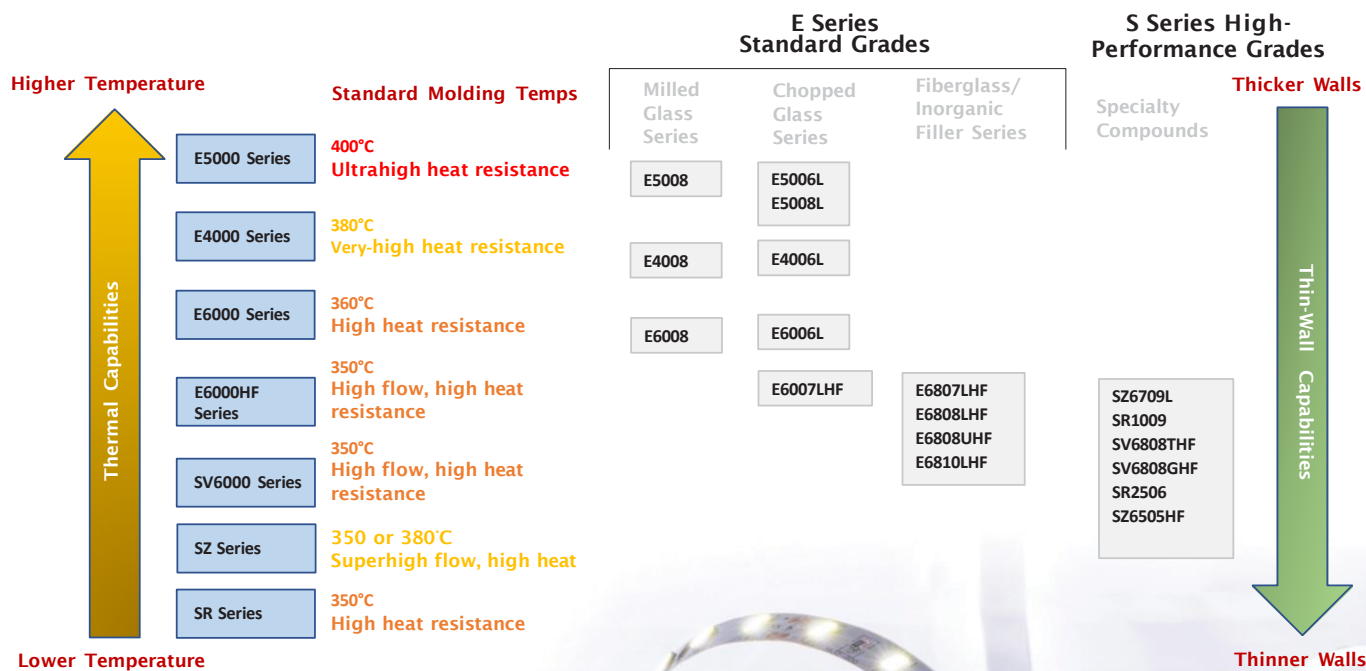 E Series
Standard Grades
S Series High-
Performance Grades
Higher Temperature
Standard Molding Temps
Milled
Glass
Series
Chopped
Glass
Series
Fiberglass/
Inorganic
Filler Series
Specialty
Compounds
Thicker Walls
Thermal Capabilities
E5000 Series
400°C
Ultrahigh heat resistance
E5008
E5006L
E5008L
E4000 Series
380°C
Very-high heat resistance
E4008
E4006L
E6000 Series
360°C
High heat resistance
E6008
E6006L
E6000HF
Series
350°C
High flow, high heat
resistance
E6007LHF
E6807LHF
E6808LHF
E6808UHF
E6810LHF
SZ6709L
SR1009
SV6808THF
SV6808GHF
SR2506
SZ6505HF
SV6000 Series
350°C
High flow, high heat
resistance
SZ Series
350 or 380°C
Superhigh flow, high heat
SR Series
350°C
High heat resistance
Thin-Wall Capabilities
Lower Temperature
Thinner Walls